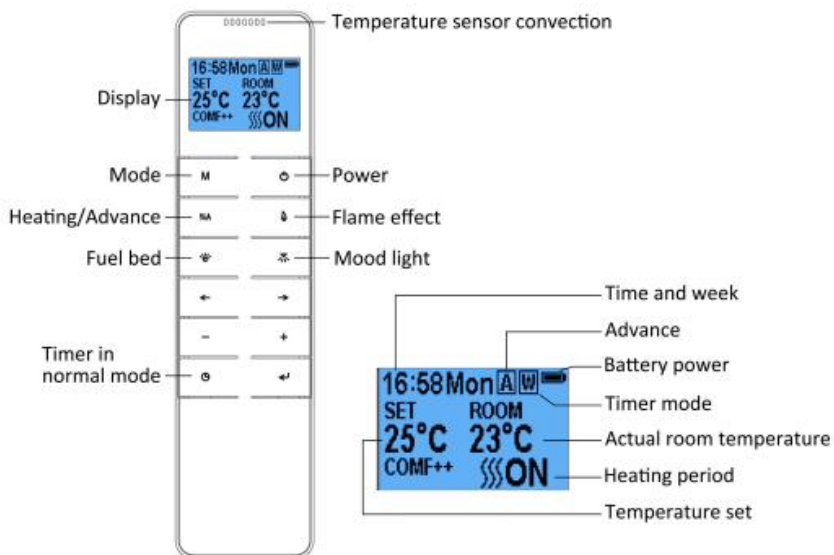 Temperature sensor convection
16:58Mon A W
SET ROOM
25°C 23°C
COMF++ ON
Display
Mode
M
Power
Heating/Advance
Flame effect
Fuel bed
Mood light
←
→
−
+
Timer in
normal mode
Time and week
Advance
Battery power
16:58Mon A W
Timer mode
SET ROOM
25°C 23°C
Actual room temperature
COMF++ ON
Heating period
Temperature set